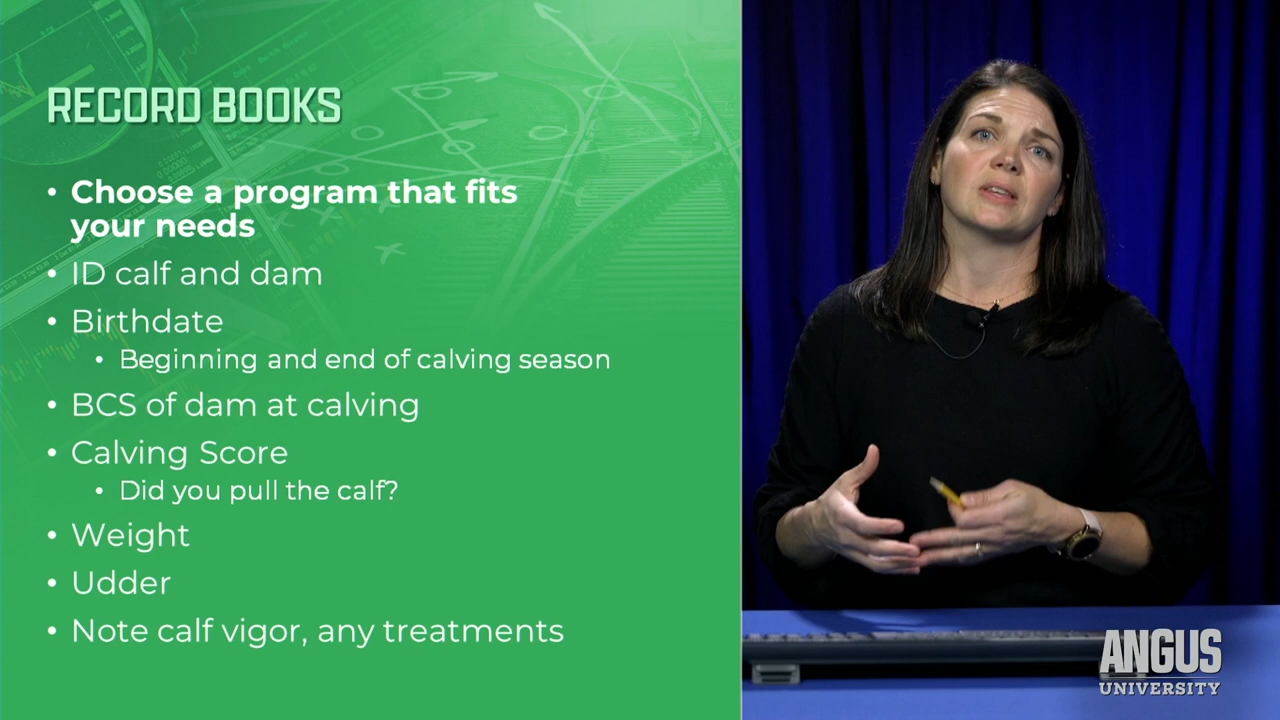 RECORD BOOKS
• Choose a program that fits
your needs
• ID calf and dam
• Birthdate
• Beginning and end of calving season
• BCS of dam at calving
• Calving Score
• Did you pull the calf?
• Weight
• Udder
• Note calf vigor, any treatments
ANGUS
UNIVERSITY